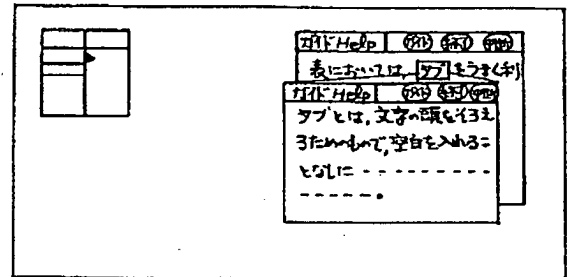 ガイドHelp
表においては、タブをうまく利
ガイドHelp
タブとは、文字の頭をそろえ
るためのもので、空白を入れるこ
となしに - - - - - - - - -
- - - - - -。